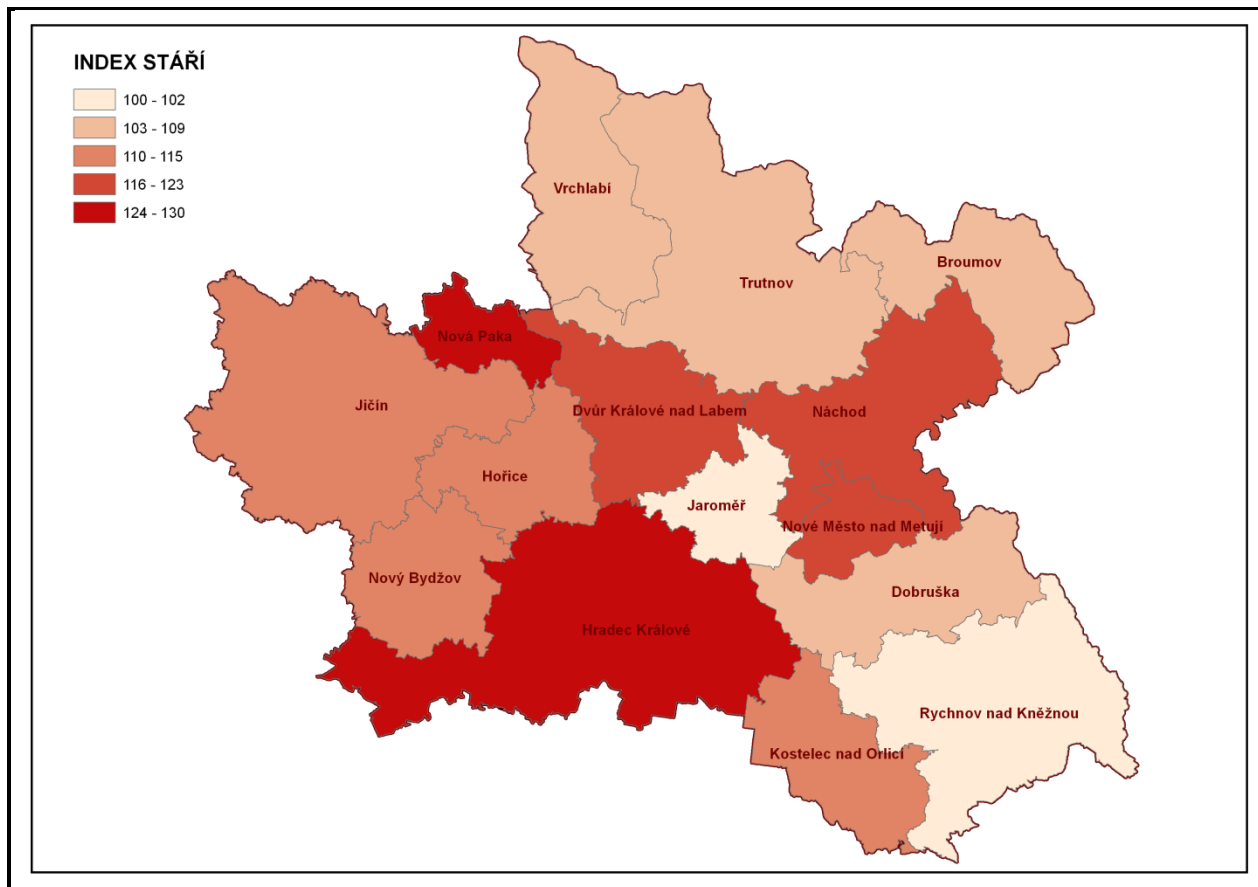 INDEX STÁŘÍ
100 - 102
103 - 109
110 - 115
116 - 123
124 - 130
Vrchlabí
Broumov
Trutnov
Nová Paka
Jičín
Dvůr Králové nad Labem
Náchod
Hořice
Jaroměř
Nové Město nad Metují
Nový Bydžov
Dobruška
Hradec Králové
Rychnov nad Kněžnou
Kostelec nad Orlicí